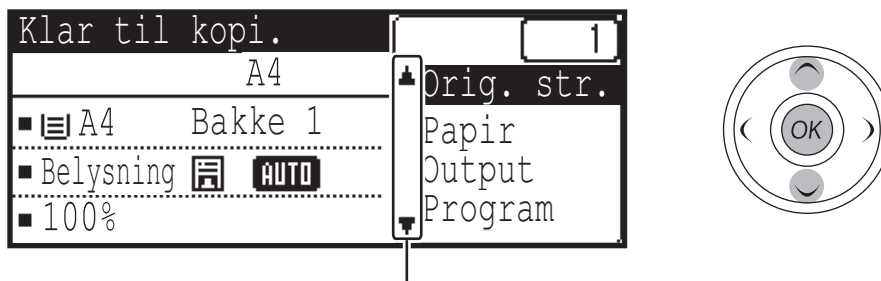 Klar til kopi.
1
A4
Orig. str.
A4 Bakke 1
Papir
Belysning AUTO
Output
100%
Program
OK